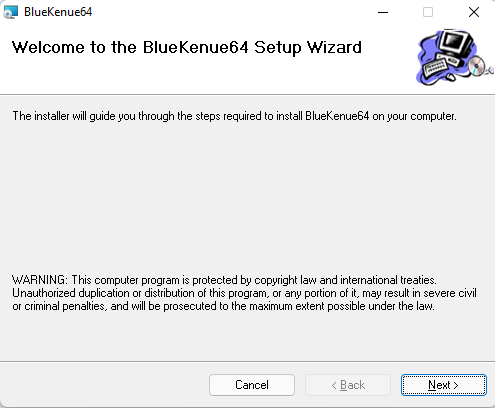 BlueKenue64
Welcome to the BlueKenue64 Setup Wizard
The installer will guide you through the steps required to install BlueKenue64 on your computer.
WARNING: This computer program is protected by copyright law and international treaties.
Unauthorized duplication or distribution of this program, or any portion of it, may result in severe civil
or criminal penalties, and will be prosecuted to the maximum extent possible under the law.
Cancel
< Back
Next >